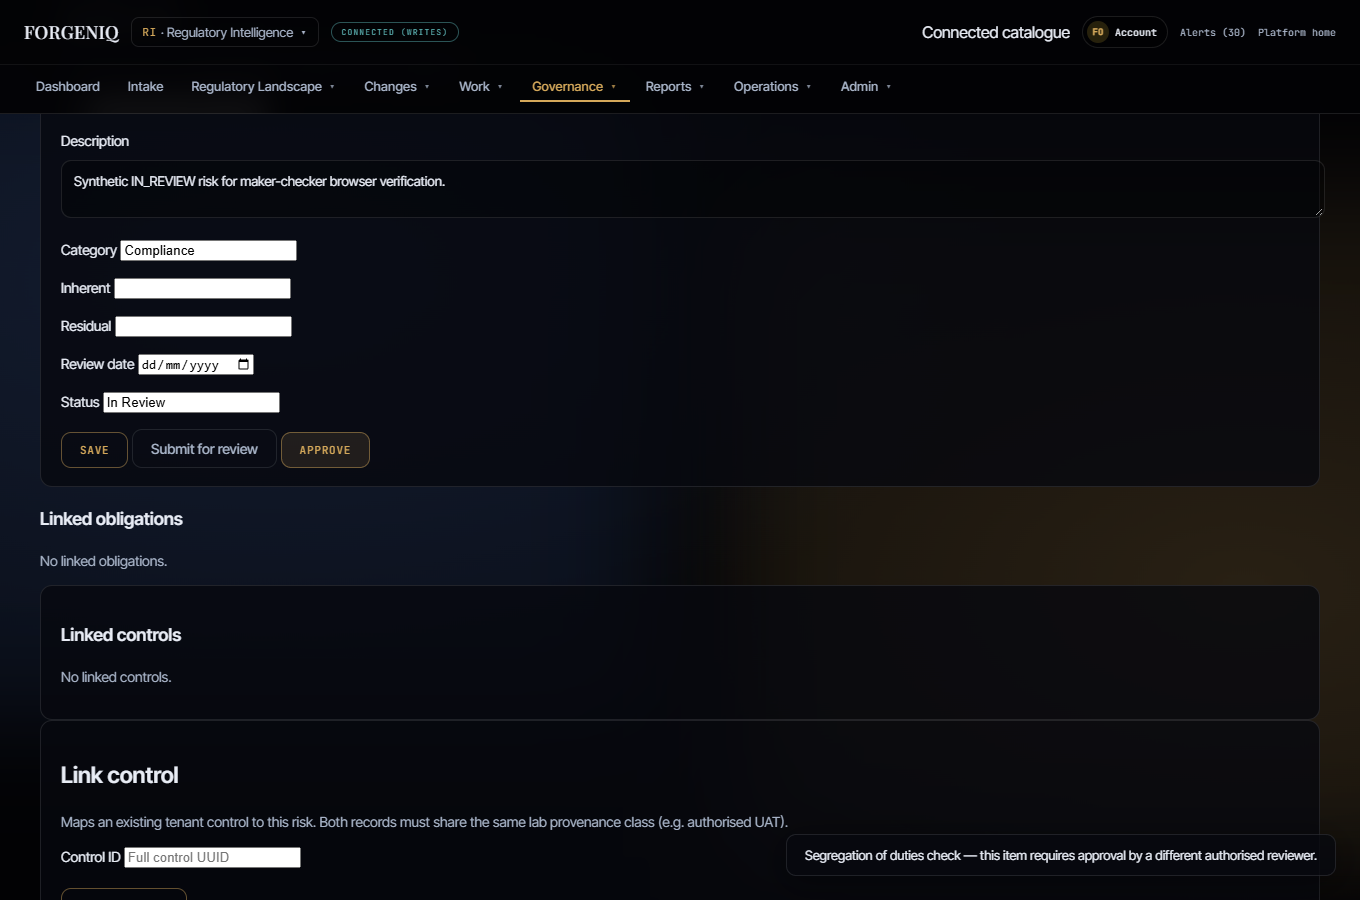 FORGENIQ
RI · Regulatory Intelligence
CONNECTED (WRITES)
Connected catalogue
FO Account
Alerts (30)
Platform home
Dashboard
Intake
Regulatory Landscape
Changes
Work
Governance
Reports
Operations
Admin
Description
Synthetic IN_REVIEW risk for maker-checker browser verification.
Category Compliance
Inherent
Residual
Review date dd/mm/yyyy
Status In Review
SAVE
Submit for review
APPROVE
Linked obligations
No linked obligations.
Linked controls
No linked controls.
Link control
Maps an existing tenant control to this risk. Both records must share the same lab provenance class (e.g. authorised UAT).
Control ID Full control UUID
Segregation of duties check — this item requires approval by a different authorised reviewer.